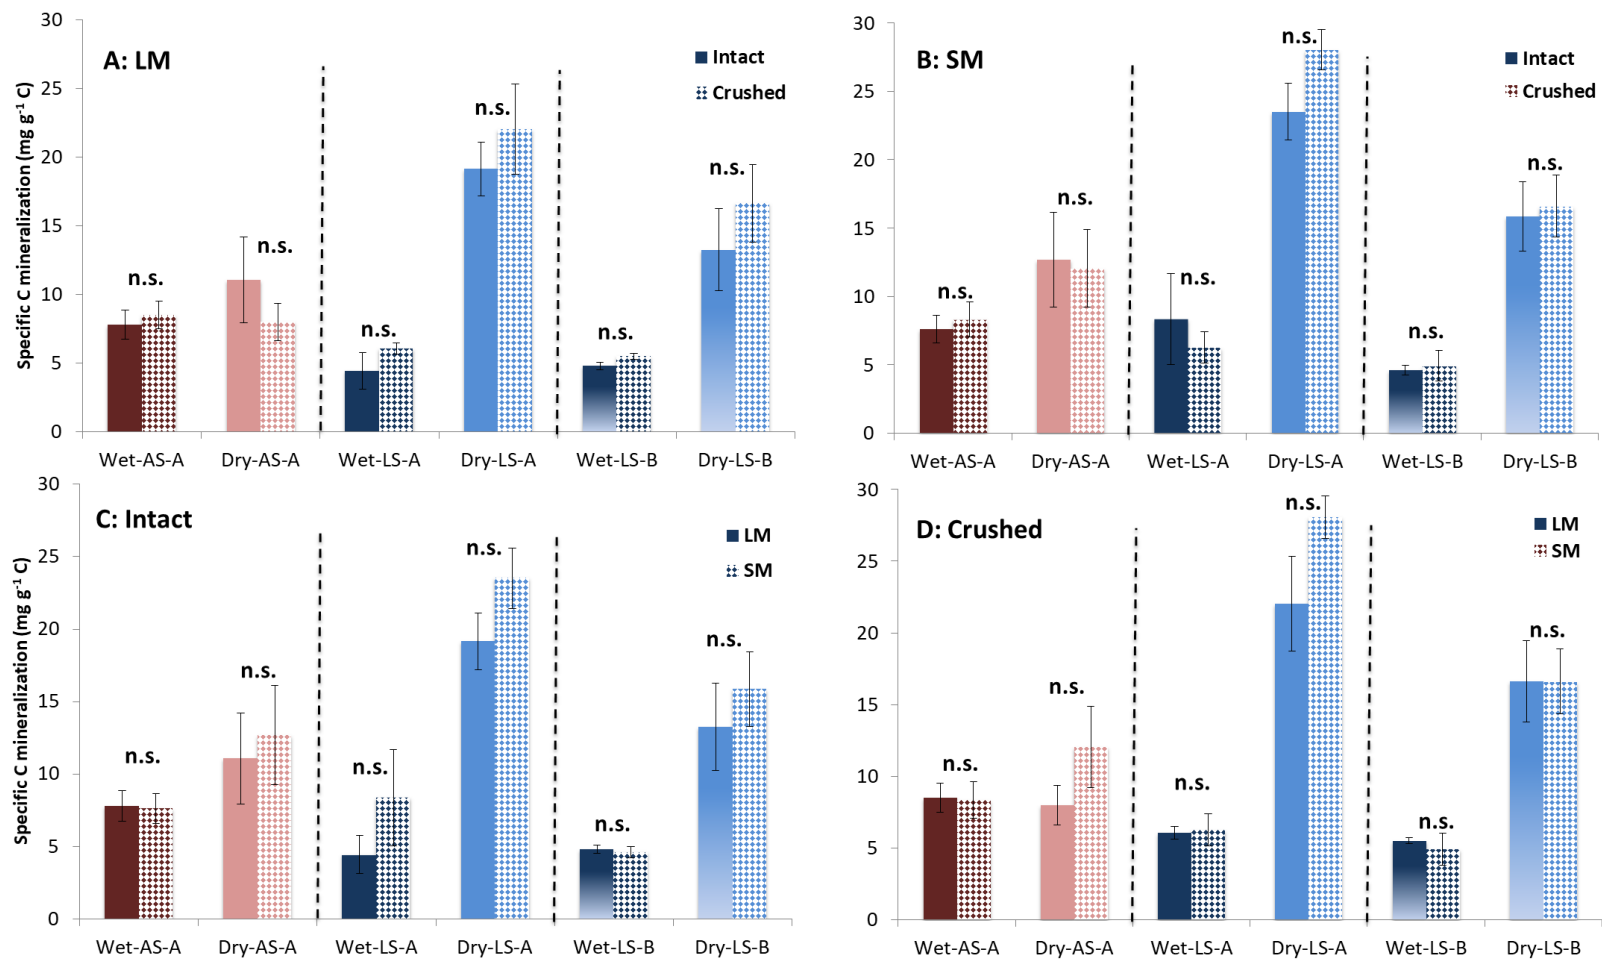 A: LM
Intact
Crushed
Specific C mineralization (mg g⁻¹ C)
30
25
20
15
10
5
0
n.s.
n.s.
n.s.
n.s.
n.s.
n.s.
Wet-AS-A Dry-AS-A Wet-LS-A Dry-LS-A Wet-LS-B Dry-LS-B
B: SM
Intact
Crushed
30
25
20
15
10
5
0
n.s.
n.s.
n.s.
n.s.
n.s.
n.s.
Wet-AS-A Dry-AS-A Wet-LS-A Dry-LS-A Wet-LS-B Dry-LS-B
C: Intact
LM
SM
Specific C mineralization (mg g⁻¹ C)
30
25
20
15
10
5
0
n.s.
n.s.
n.s.
n.s.
n.s.
n.s.
Wet-AS-A Dry-AS-A Wet-LS-A Dry-LS-A Wet-LS-B Dry-LS-B
D: Crushed
LM
SM
30
25
20
15
10
5
0
n.s.
n.s.
n.s.
n.s.
n.s.
n.s.
Wet-AS-A Dry-AS-A Wet-LS-A Dry-LS-A Wet-LS-B Dry-LS-B